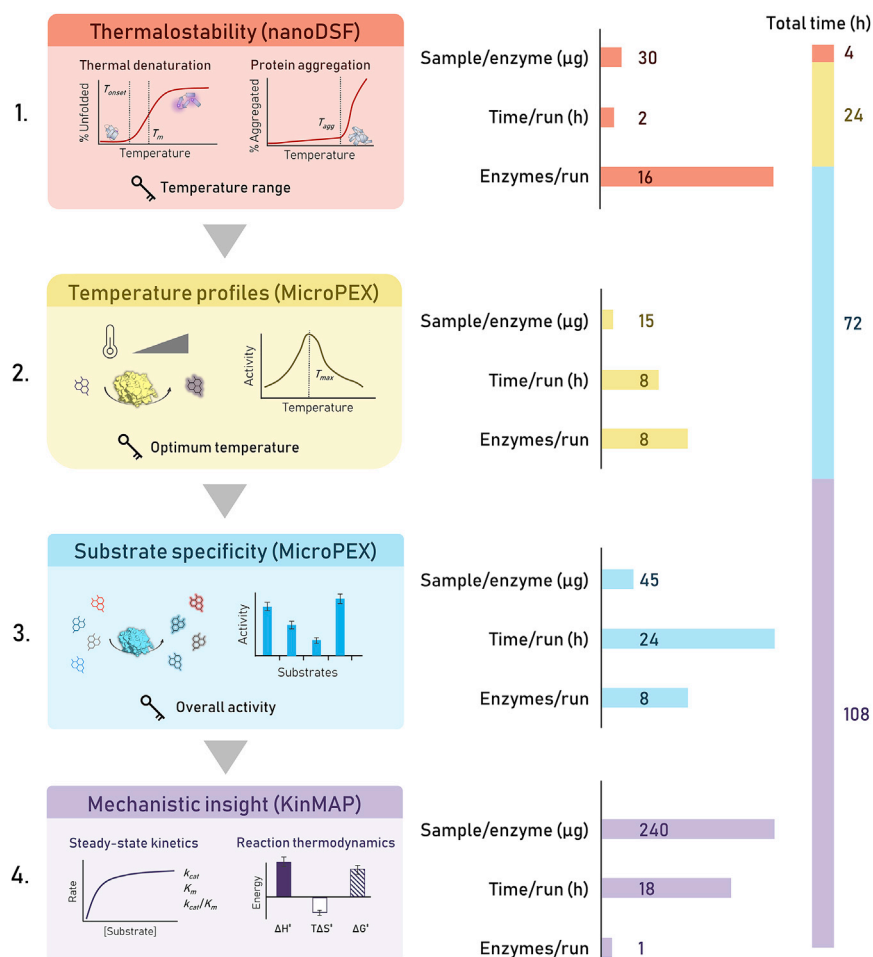 Total time (h)
1.
Thermalostability (nanoDSF)
Thermal denaturation
% Unfolded
Tonset
Tm
Temperature
Protein aggregation
% Aggregated
Tagg
Temperature
Temperature range
Sample/enzyme (µg)
30
Time/run (h)
2
Enzymes/run
16
4
24
72
108
2.
Temperature profiles (MicroPEX)
Activity
Tmax
Temperature
Optimum temperature
Sample/enzyme (µg)
15
Time/run (h)
8
Enzymes/run
8
3.
Substrate specificity (MicroPEX)
Activity
Substrates
Overall activity
Sample/enzyme (µg)
45
Time/run (h)
24
Enzymes/run
8
4.
Mechanistic insight (KinMAP)
Steady-state kinetics
Rate
kcat
Km
kcat/Km
[Substrate]
Reaction thermodynamics
Energy
ΔH‡
TΔS‡
ΔG‡
Sample/enzyme (µg)
240
Time/run (h)
18
Enzymes/run
1